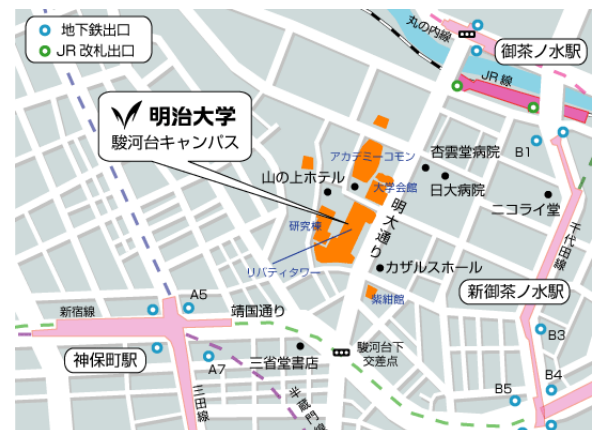 地下鉄出口
JR改札出口
丸の内線
御茶ノ水駅
JR線
明治大学
駿河台キャンパス
B1
アカデミーコモン
杏雲堂病院
山の上ホテル
大学会館
日大病院
ニコライ堂
研究棟
明大通り
千代田線
リバティタワー
カザルスホール
新御茶ノ水駅
紫紺館
A5
新宿線
靖国通り
B3
神保町駅
A7
三省堂書店
駿河台下
交差点
B4
B5
三田線
半蔵門線